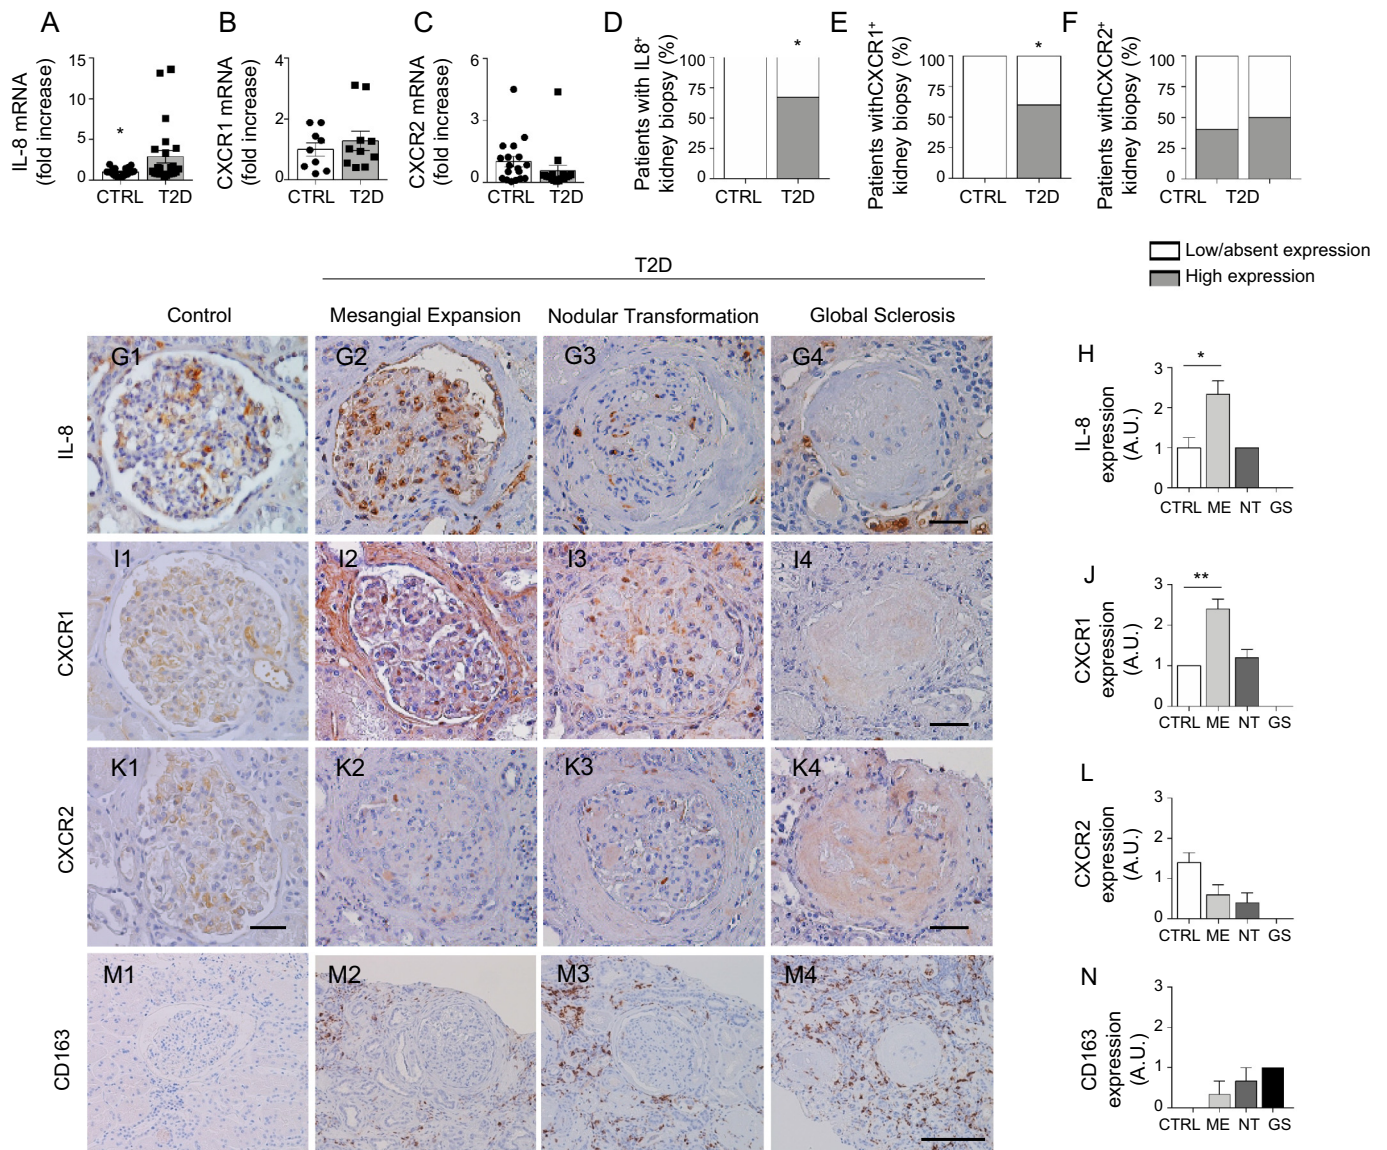 A
B
C
D
E
F
IL-8 mRNA
(fold increase)
15
10
5
0
*
CTRL
T2D
CXCR1 mRNA
(fold increase)
4
2
0
CTRL
T2D
CXCR2 mRNA
(fold increase)
6
3
0
CTRL
T2D
Patients with IL8+
kidney biopsy (%)
100
75
50
25
0
*
CTRL
T2D
Patients withCXCR1+
kidney biopsy (%)
100
75
50
25
0
*
CTRL
T2D
Patients withCXCR2+
kidney biopsy (%)
100
75
50
25
0
CTRL
T2D
Low/absent expression
High expression
T2D
Control
Mesangial Expansion
Nodular Transformation
Global Sclerosis
IL-8
G1
G2
G3
G4
H
IL-8
expression
(A.U.)
3
2
1
0
*
CTRL ME NT GS
CXCR1
I1
I2
I3
I4
J
CXCR1
expression
(A.U.)
3
2
1
0
**
CTRL ME NT GS
CXCR2
K1
K2
K3
K4
L
CXCR2
expression
(A.U.)
3
2
1
0
CTRL ME NT GS
CD163
M1
M2
M3
M4
N
CD163
expression
(A.U.)
3
2
1
0
CTRL ME NT GS